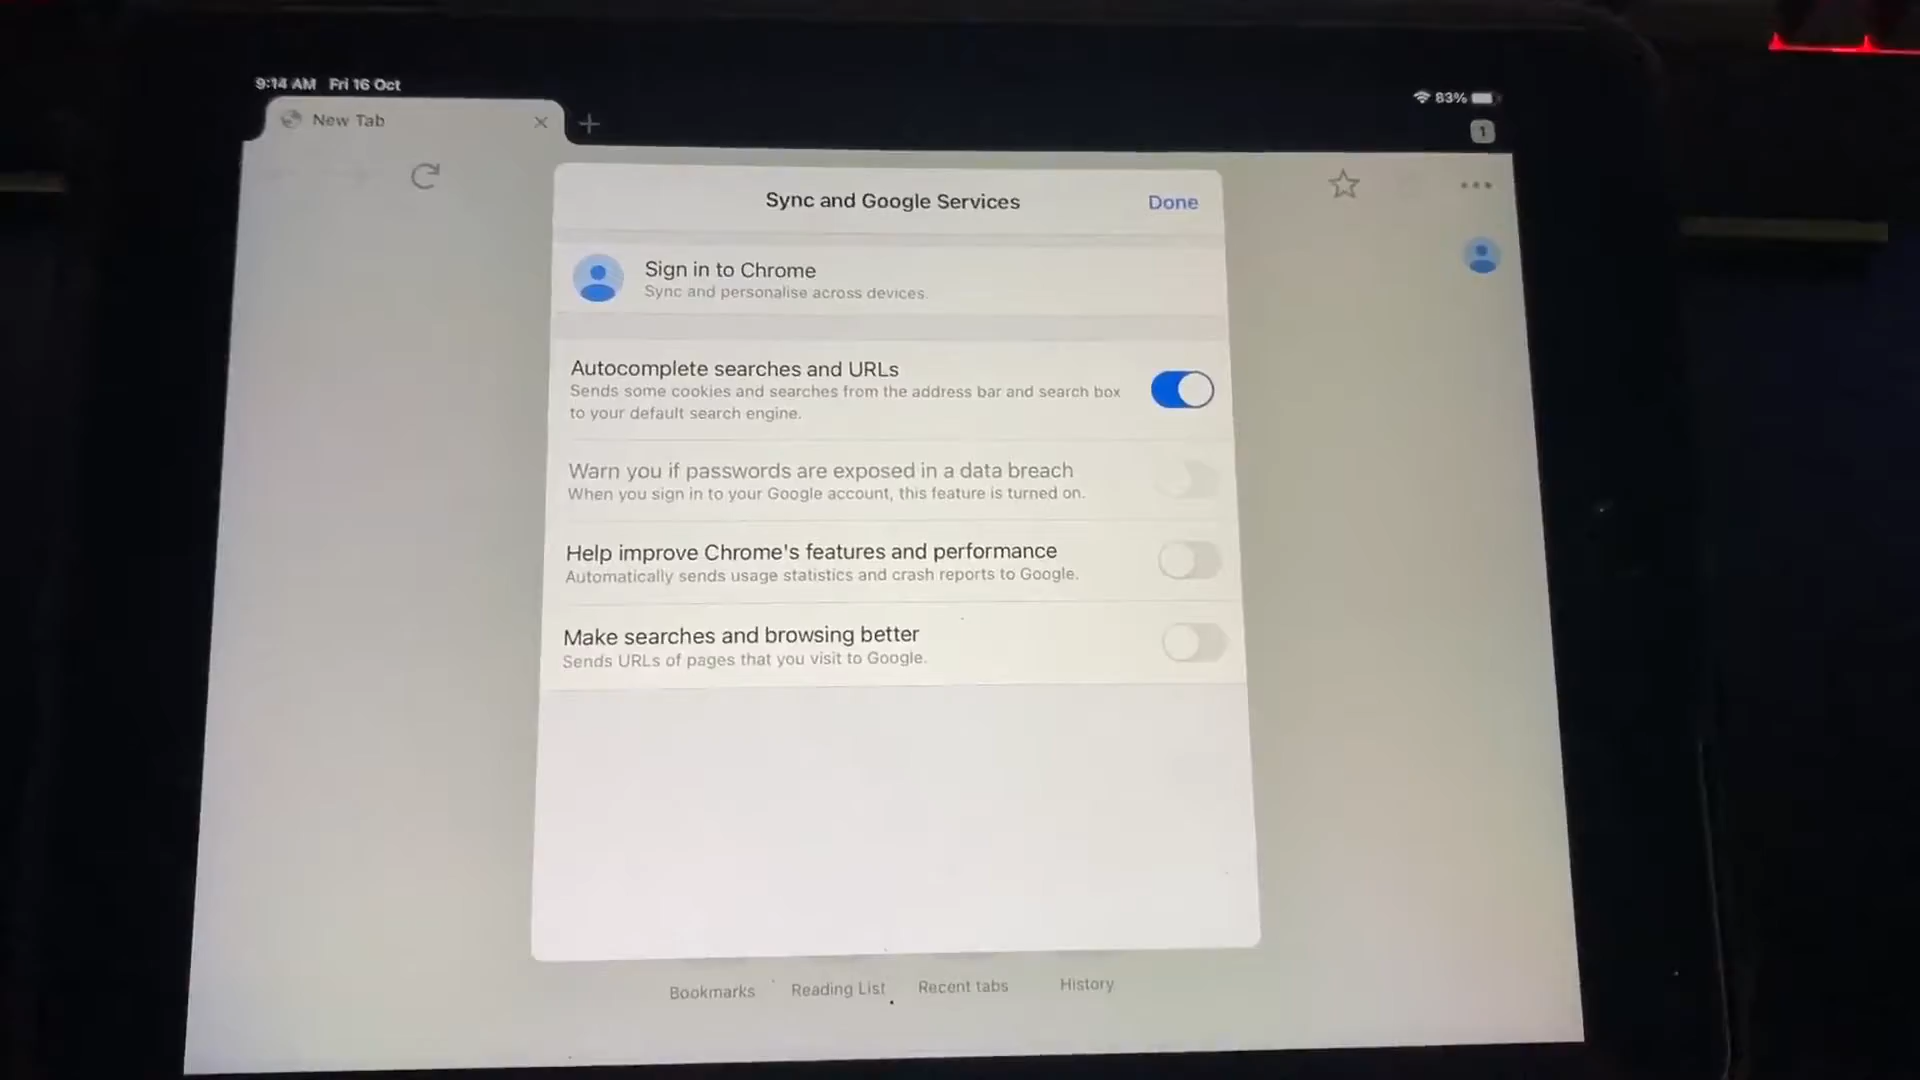 9:14 AM Fri 16 Oct
83%
New Tab
1
Sync and Google Services
Done
Sign in to Chrome
Sync and personalise across devices.
Autocomplete searches and URLs
Sends some cookies and searches from the address bar and search box
to your default search engine.
Warn you if passwords are exposed in a data breach
When you sign in to your Google account, this feature is turned on.
Help improve Chrome's features and performance
Automatically sends usage statistics and crash reports to Google.
Make searches and browsing better
Sends URLs of pages that you visit to Google.
Bookmarks
Reading List
Recent tabs
History